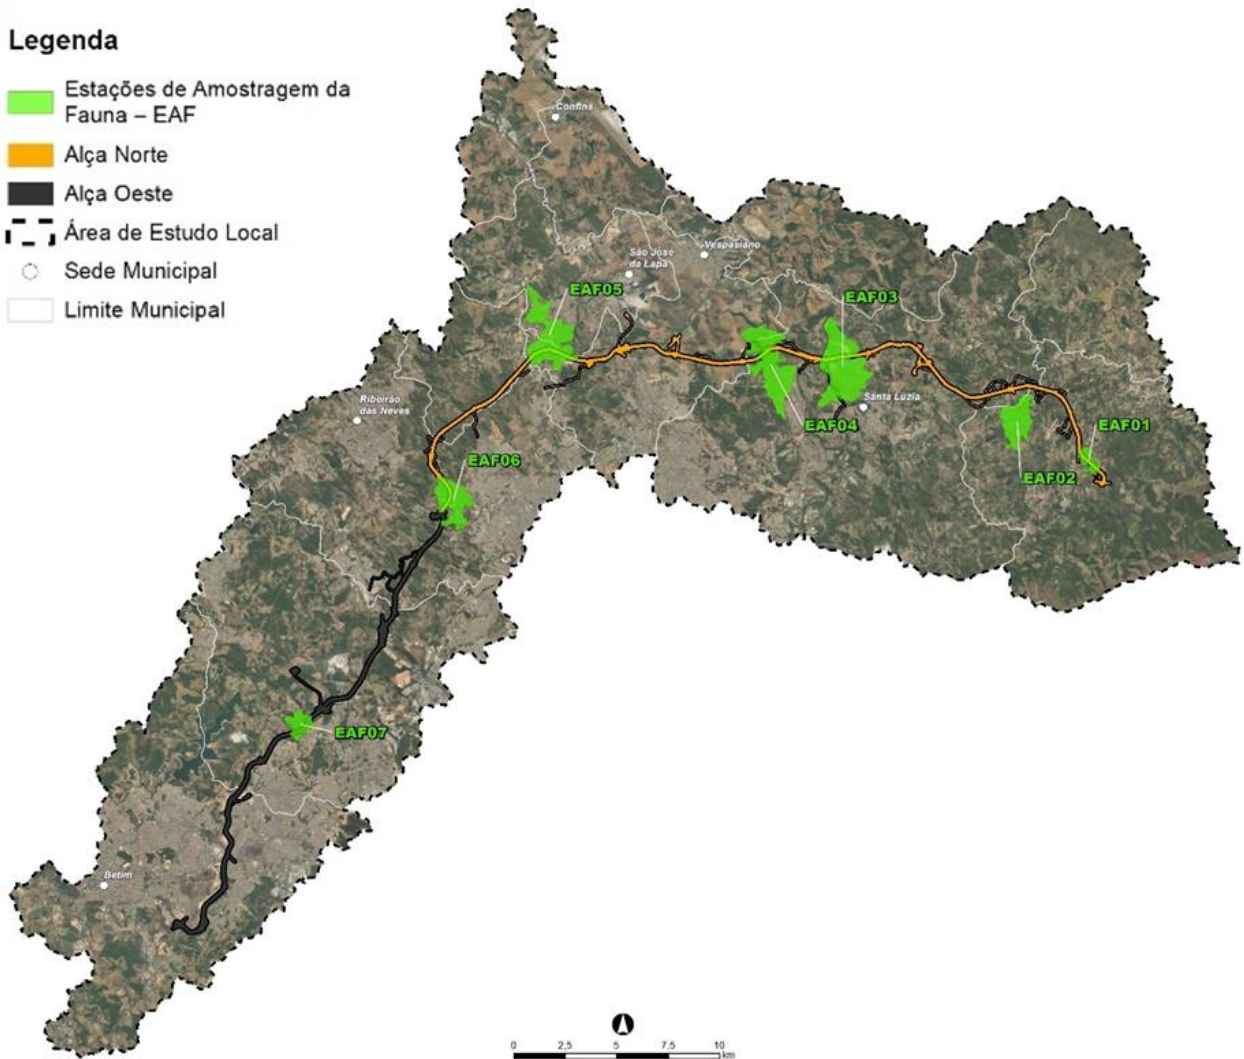 Legenda
Estações de Amostragem da
Fauna – EAF
Alça Norte
Alça Oeste
Área de Estudo Local
Sede Municipal
Limite Municipal
Confins
São José
da Lapa
Vespasiano
EAF05
EAF03
Ribeirão
das Neves
Santa Luzia
EAF04
EAF01
EAF06
EAF02
EAF07
Betim
0 2,5 5 7,5 10
km